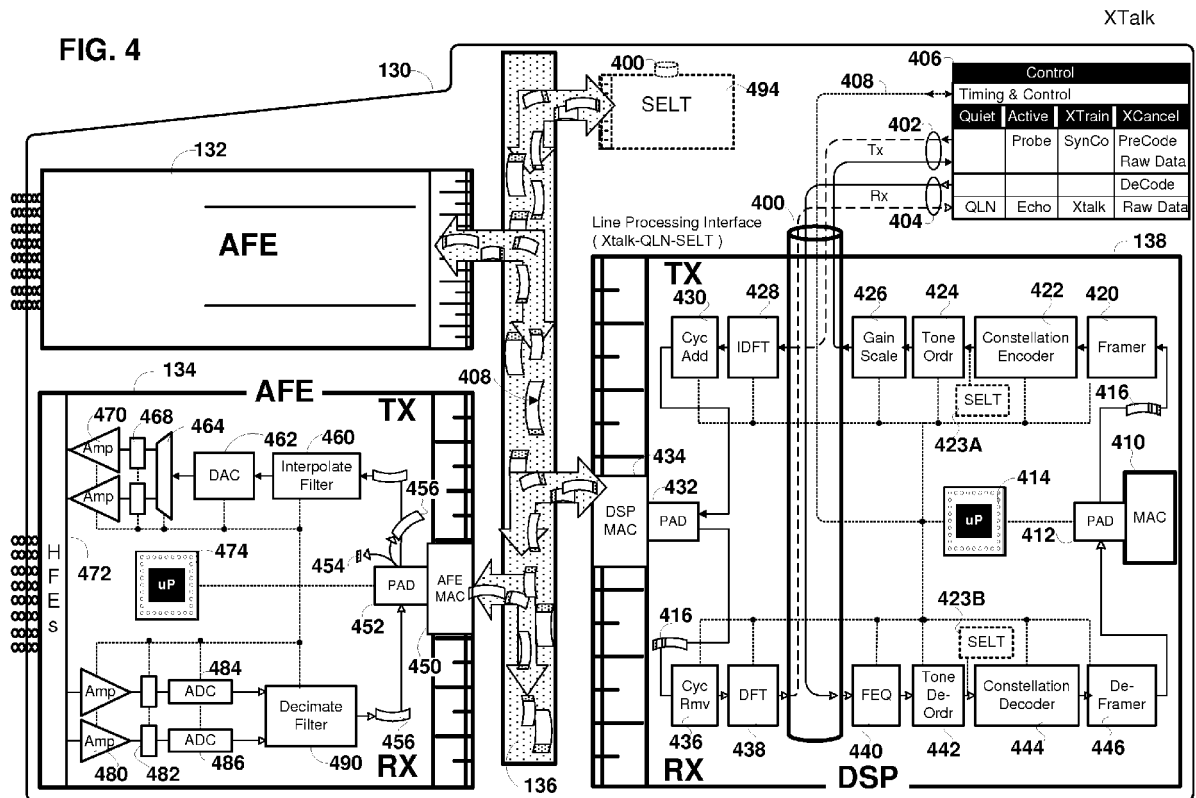 XTalk
FIG. 4
130
400
SELT
494
406
Control
408
Timing & Control
Quiet Active XTrain XCancel
402
Tx
Probe SynCo PreCode
Raw Data
DeCode
Rx
404
QLN Echo Xtalk Raw Data
132
AFE
400
Line Processing Interface
( Xtalk-QLN-SELT )
138
TX
430
428
426
424
422
420
Cyc
Add
IDFT
Gain
Scale
Tone
Ordr
Constellation
Encoder
Framer
SELT
423A
416
410
134
AFE
TX
408
470
468
464
462
460
Amp
Amp
DAC
Interpolate
Filter
456
434
432
DSP
MAC
PAD
414
uP
PAD
MAC
412
HFEs
472
474
uP
454
PAD
AFE
MAC
452
450
416
423B
SELT
484
Amp
Amp
ADC
ADC
Decimate
Filter
480
482
486
490
456
RX
Cyc
Rmv
DFT
FEQ
Tone
De-
Ordr
Constellation
Decoder
De-
Framer
436
438
440
442
444
446
RX
DSP
136